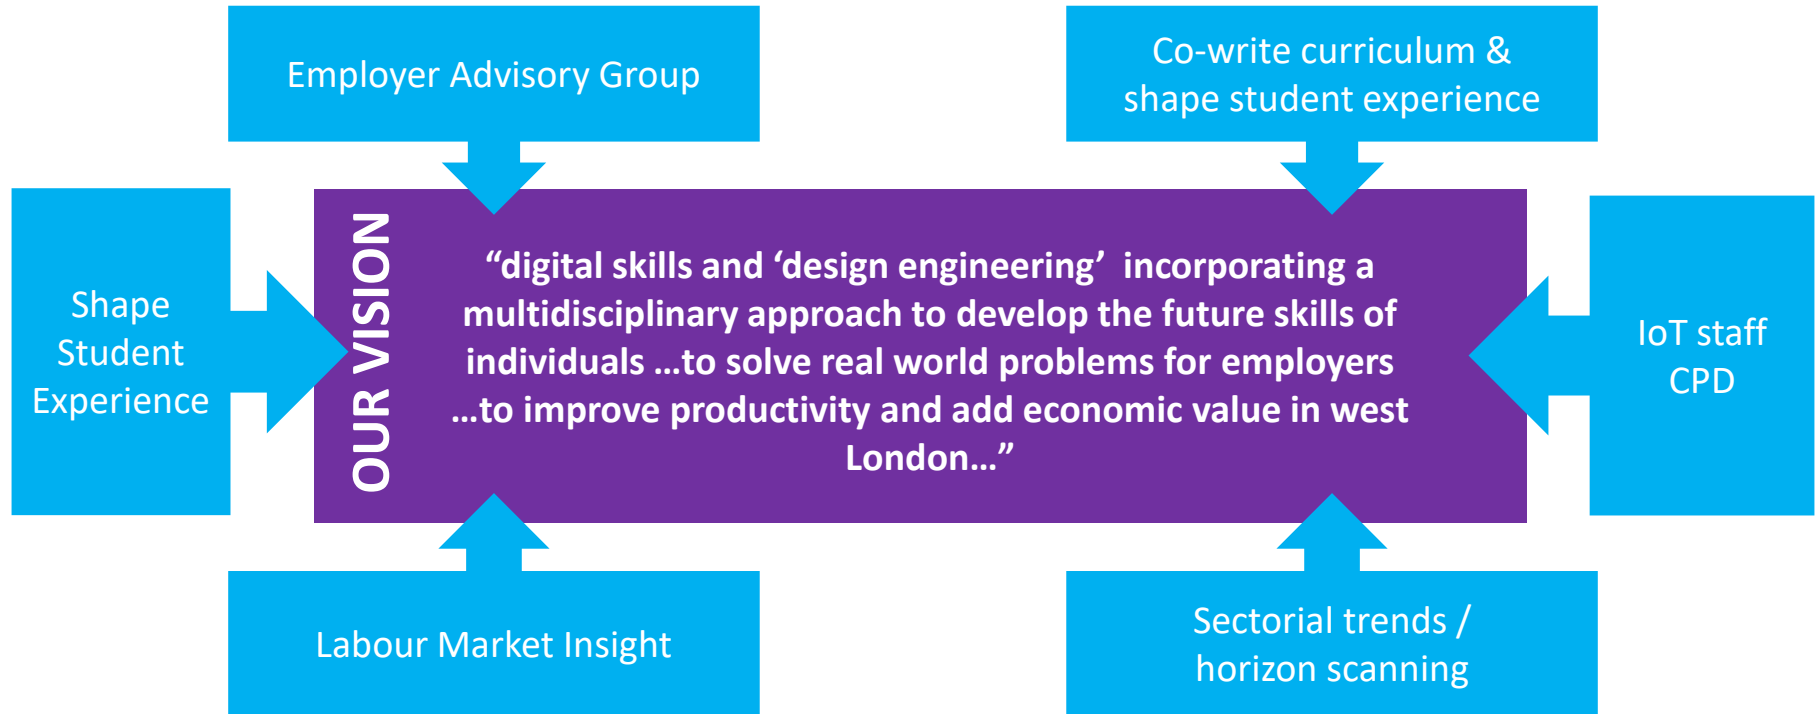 Employer Advisory Group
Co-write curriculum &
shape student experience
Shape
Student
Experience
OUR VISION
“digital skills and ‘design engineering’  incorporating a
multidisciplinary approach to develop the future skills of
individuals …to solve real world problems for employers
…to improve productivity and add economic value in west
London…”
IoT staff
CPD
Labour Market Insight
Sectorial trends /
horizon scanning